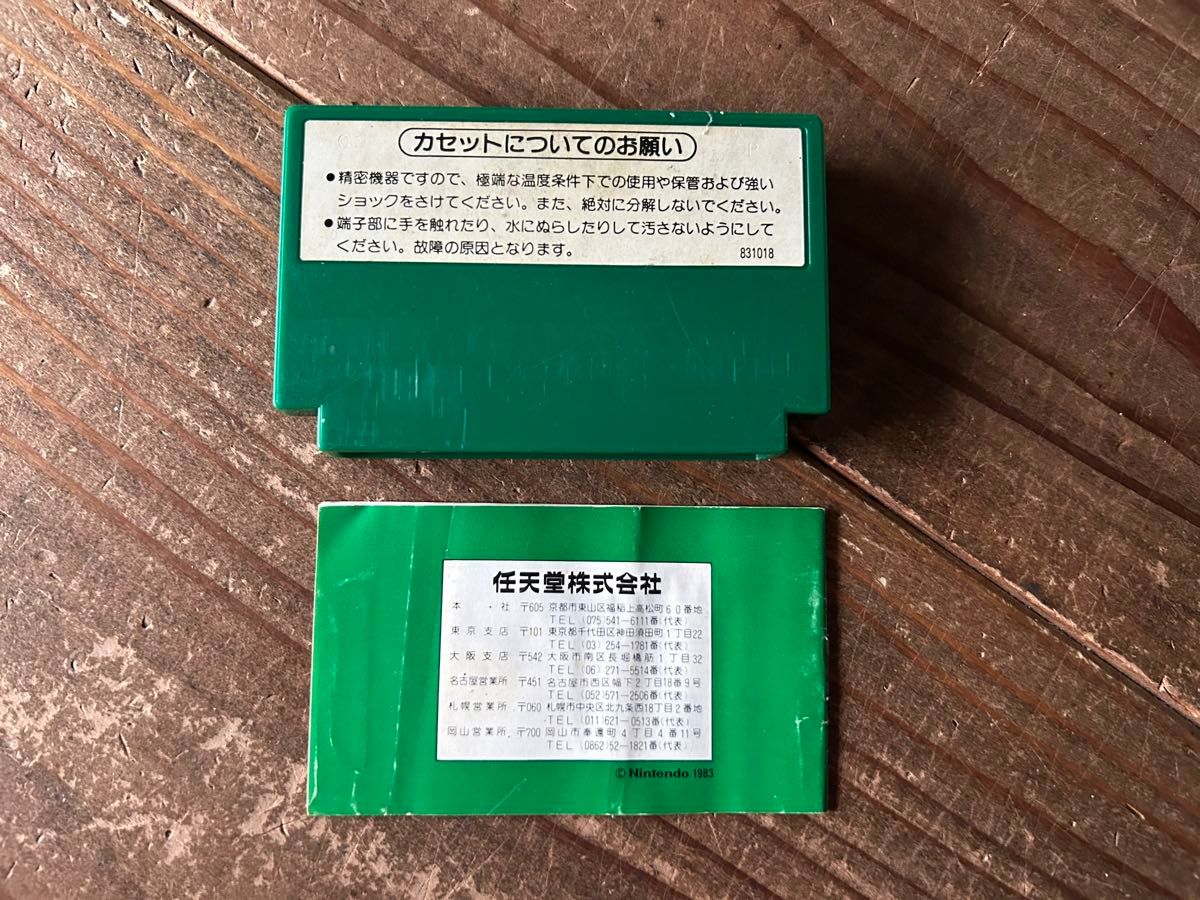 カセットについてのお願い
●精密機器ですので、極端な温度条件下での使用や保管および強い
ショックをさけてください。また、絶対に分解しないでください。
●端子部に手を触れたり、水にぬらしたりして汚さないようにして
ください。故障の原因となります。
831018
任天堂株式会社
本・社 〒605 京都市東山区福稲上高松町60番地
TEL (075)541-6111番(代表)
東京支店 〒101 東京都千代田区神田須田町1丁目22
TEL (03)254-1781番(代表)
大阪支店 〒542 大阪市南区長堀橋筋1丁目32
TEL (06)271-5514番(代表)
名古屋営業所 〒451 名古屋市西区幅下2丁目18番9号
TEL (052)571-2506番(代表)
札幌営業所 〒060 札幌市中央区北九条西18丁目2番地
TEL (011)621-0513番(代表)
岡山営業所 〒700 岡山市奉還町4丁目4番11号
TEL (0862)52-1821番(代表)
© Nintendo 1983